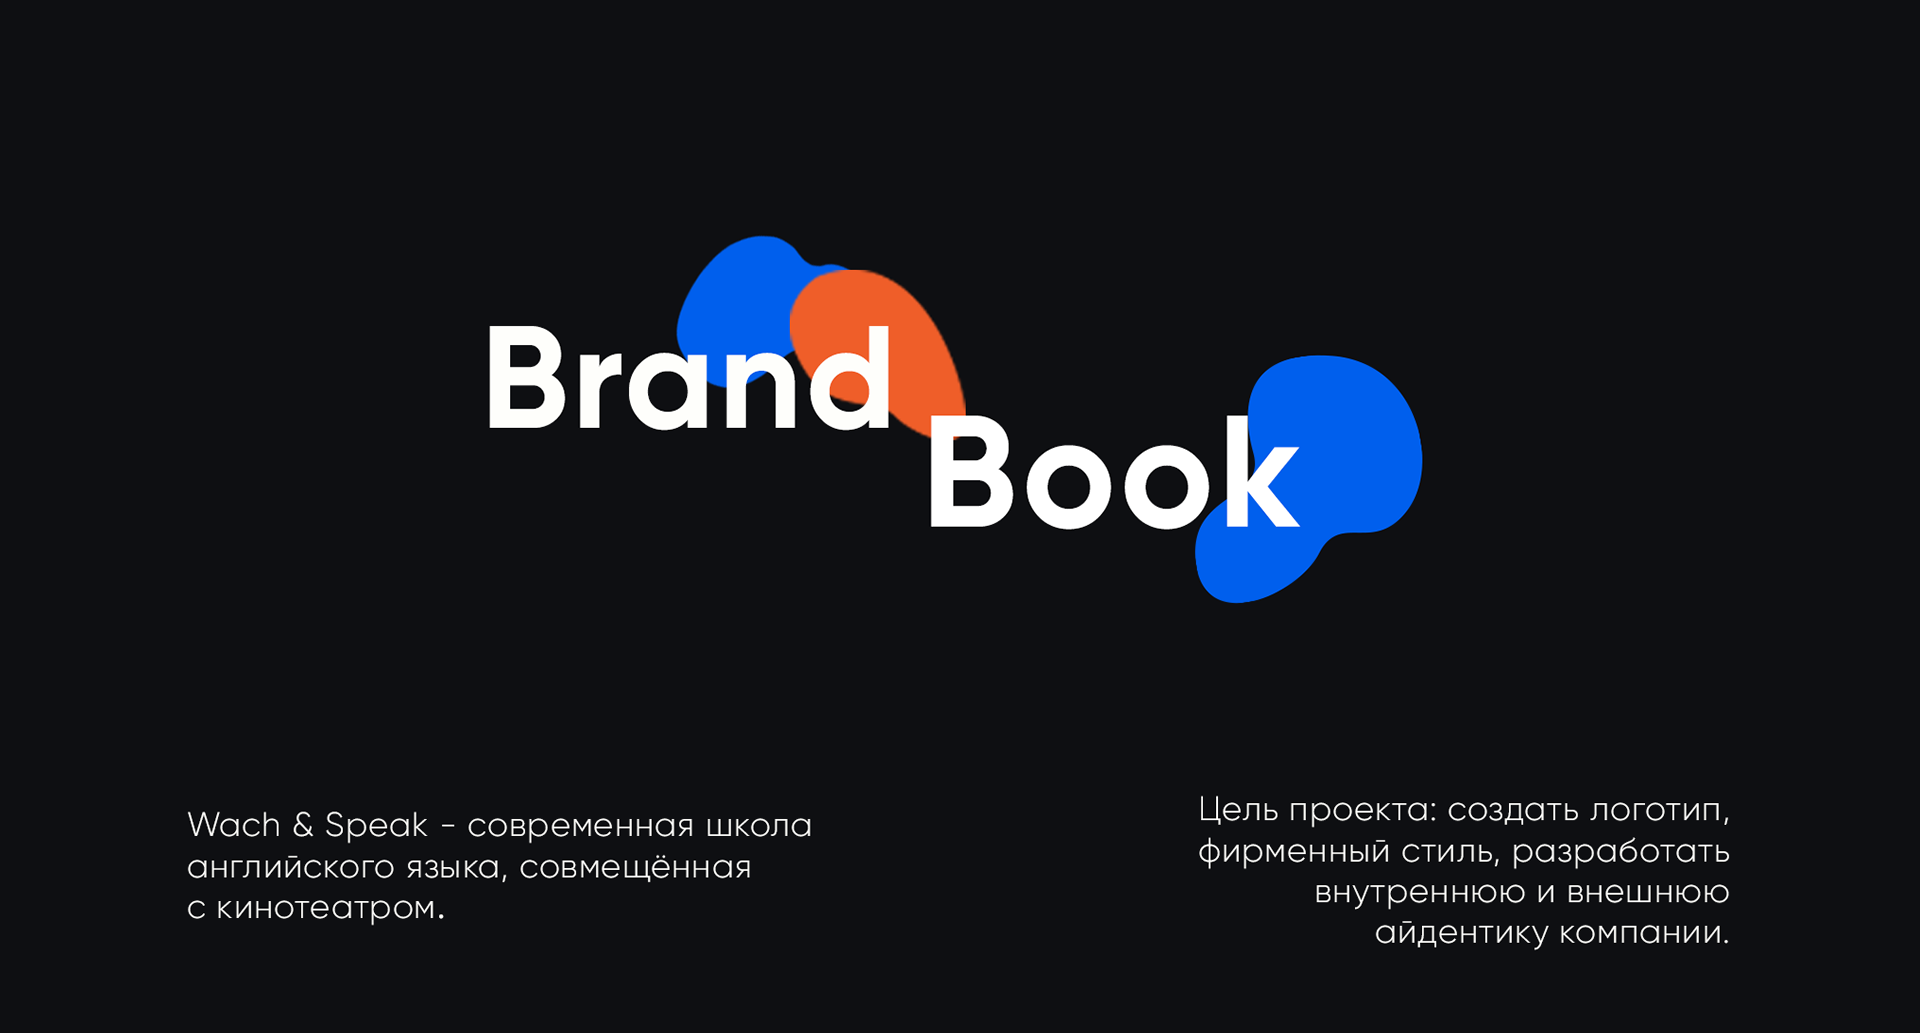 Brand
Book
Wach & Speak - современная школа
английского языка, совмещённая
с кинотеатром.
Цель проекта: создать логотип,
фирменный стиль, разработать
внутреннюю и внешнюю
айдентику компании.